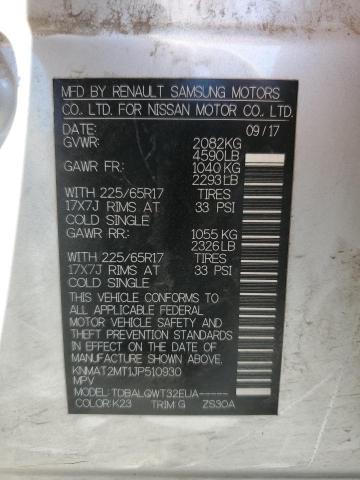 MFD BY RENAULT SAMSUNG MOTORS
CO., LTD. FOR NISSAN MOTOR CO., LTD.
DATE: 09/17
GVWR: 2082KG
4590LB
GAWR FR: 1040 KG
2293LB
WITH 225/65R17 TIRES
17X7J RIMS AT 33 PSI
COLD SINGLE
GAWR RR: 1055 KG
2326LB
WITH 225/65R17 TIRES
17X7J RIMS AT 33 PSI
COLD SINGLE
THIS VEHICLE CONFORMS TO
ALL APPLICABLE FEDERAL
MOTOR VEHICLE SAFETY AND
THEFT PREVENTION STANDARDS
IN EFFECT ON THE DATE OF
MANUFACTURE SHOWN ABOVE.
KNMAT2MT1JP510930
MPV
MODEL: TDBALQWT32EUA-----
COLOR: K23 TRIM: G ZS30A